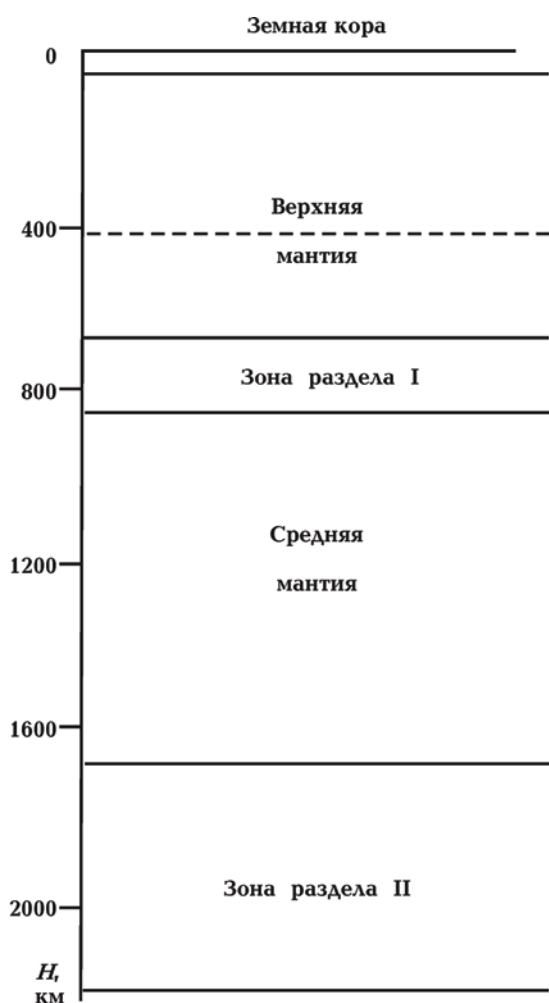 Земная кора
0
Верхняя
400
мантия
Зона раздела I
800
Средняя
1200
мантия
1600
Зона раздела II
2000
H,
км